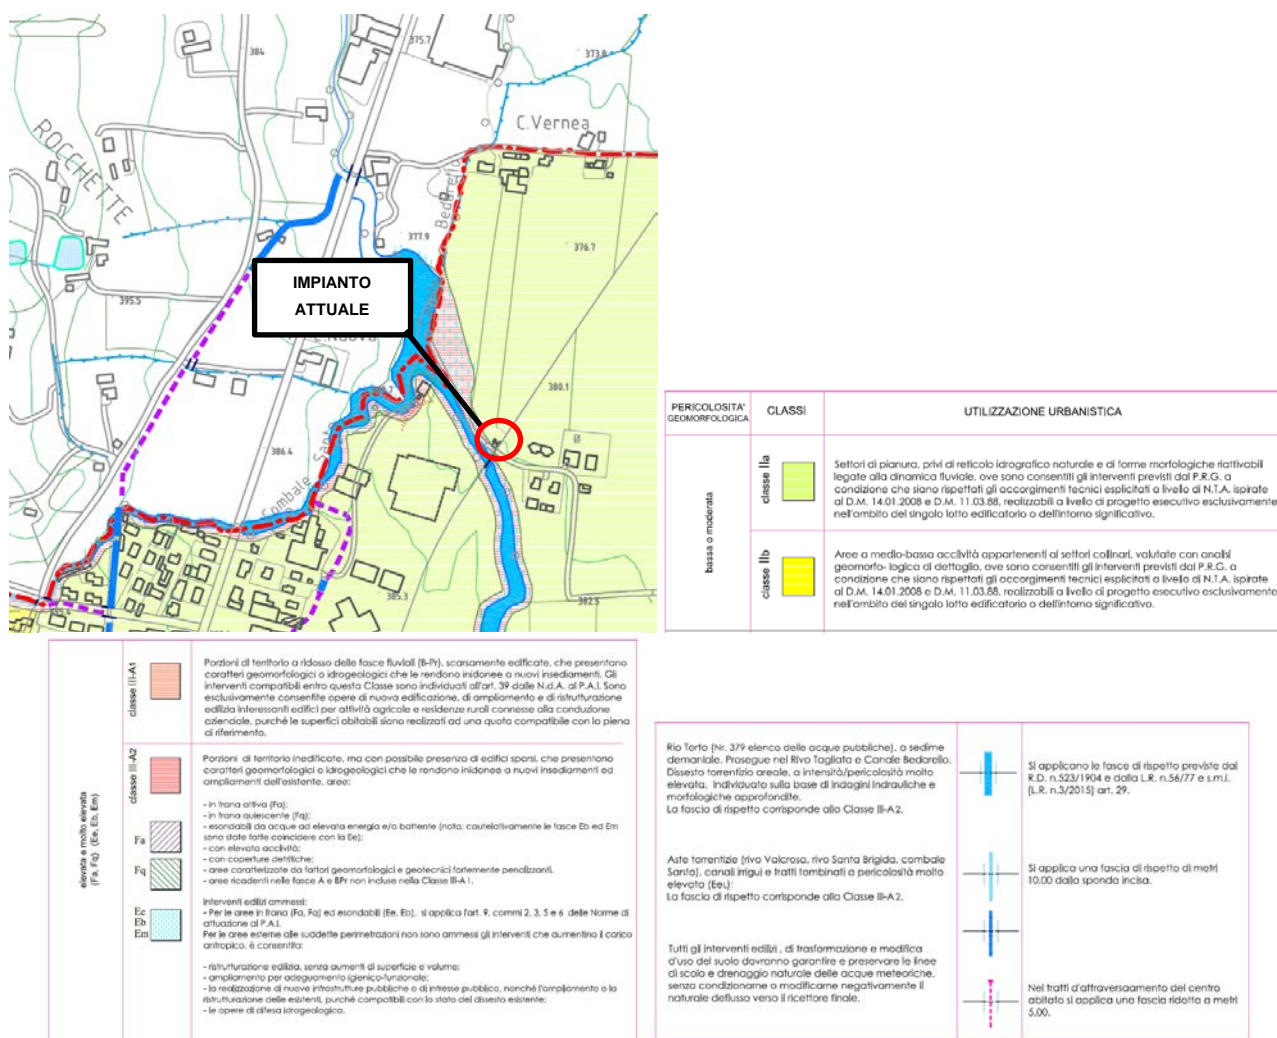 375.7
384
373.8
C.Vernea
ROCCHETTE
Bedarello
377.9
376.7
IMPIANTO
ATTUALE
395.5
380.1
386.4
Combale Santo
385.3
382.5
PERICOLOSITA'
GEOMORFOLOGICA
CLASSI
UTILIZZAZIONE URBANISTICA
bassa o moderata
classe IIa
Settori di pianura, privi di reticolo idrografico naturale e di forme morfologiche riattivabili
legate alla dinamica fluviale, ove sono consentiti gli interventi previsti dal P.R.G. a
condizione che siano rispettati gli accorgimenti tecnici esplicitati a livello di N.T.A. ispirate
al D.M. 14.01.2008 e D.M. 11.03.88, realizzabili a livello di progetto esecutivo esclusivamente
nell'ambito del singolo lotto edificatorio o dell'intorno significativo.
classe IIb
Aree a medio-bassa acclività appartenenti ai settori collinari, valutate con analisi
geomorfo- logica di dettaglio, ove sono consentiti gli interventi previsti dal P.R.G. a
condizione che siano rispettati gli accorgimenti tecnici esplicitati a livello di N.T.A. ispirate
al D.M. 14.01.2008 e D.M. 11.03.88, realizzabili a livello di progetto esecutivo esclusivamente
nell'ambito del singolo lotto edificatorio o dell'intorno significativo.
elevata e molto elevata
(Fa, Fq) (Ee, Eb, Em)
classe III-A1
Porzioni di territorio a ridosso delle fasce fluviali (B-Pr), scarsamente edificate, che presentano
caratteri geomorfologici o idrogeologici che le rendono inidonee a nuovi insediamenti. Gli
interventi compatibili entro questa Classe sono individuati all'art. 39 dalle N.d.A. al P.A.I. Sono
esclusivamente consentite opere di nuova edificazione, di ampliamento e di ristrutturazione
edilizia interessanti edifici per attività agricole e residenze rurali connesse alla conduzione
aziendale, purché le superfici abitabili siano realizzati ad una quota compatibile con la piena
di riferimento.
classe III-A2
Porzioni di territorio inedificate, ma con possibile presenza di edifici sparsi, che presentano
caratteri geomorfologici o idrogeologici che le rendono inidonee a nuovi insediamenti ed
ampliamenti dell'esistente, aree:
- in frana attiva (Fa);
- in frana quiescente (Fq);
- esondabili da acque ad elevata energia e/o battente (nota: cautelativamente le fasce Eb ed Em
sono state fatte coincidere con la Ee);
- con elevata acclività;
- con coperture detritiche;
- aree caratterizzate da fattori geomorfologici e geotecnici fortemente penalizzanti.
- aree ricadenti nelle fasce A e BPr non incluse nella Classe III-A1.
Fa
Fq
Ee
Eb
Em
Interventi edilizi ammessi:
- Per le aree in frana (Fa, Fq) ed esondabili (Ee, Eb), si applica l'art. 9, commi 2, 3, 5 e 6 delle Norme di
attuazione al P.A.I.
Per le aree esterne alle suddette perimetrazioni non sono ammessi gli interventi che aumentino il carico
antropico, è consentito:
- ristrutturazione edilizia, senza aumenti di superficie e volume;
- ampliamento per adeguamento igienico-funzionale;
- la realizzazione di nuove infrastrutture pubbliche o di intresse pubblico, nonché l'ampliamento o la
ristrutturazione delle esistenti, purché compatibili con lo stato del dissesto esistente;
- le opere di difesa idrogeologica.
Rio Torto (Nr. 379 elenco delle acque pubbliche), a sedime
demaniale. Prosegue nel Rivo Tagliata e Canale Bedarello.
Dissesto torrentizio areale, a intensità/pericolosità molto
elevata, individuato sulla base di indagini indrauliche e
morfologiche approfondite.
La fascia di rispetto corrisponde alla Classe III-A2.
Si applicano le fasce di rispetto previste dal
R.D. n.523/1904 e dalla L.R. n.56/77 e s.m.i.
(L.R. n.3/2015) art. 29.
Aste torrentizie (rivo Valcrosa, rivo Santa Brigida, combale
Santo), canali irrigui e tratti tombinati a pericolosità molto
elevata (EeL):
La fascia di rispetto corrisponde alla Classe III-A2.
Si applica una fascia di rispetto di metri
10.00 dalla sponda incisa.
Tutti gli interventi edilizi , di trasformazione e modifica
d'uso del suolo dovranno garantire e preservare le linee
di scolo e drenaggio naturale delle acque meteoriche,
senza condizionarne o modificarne negativamente il
naturale deflusso verso il ricettore finale.
Nei tratti d'attraversamento del centro
abitato si applica una fascia ridotta a metri
5.00.